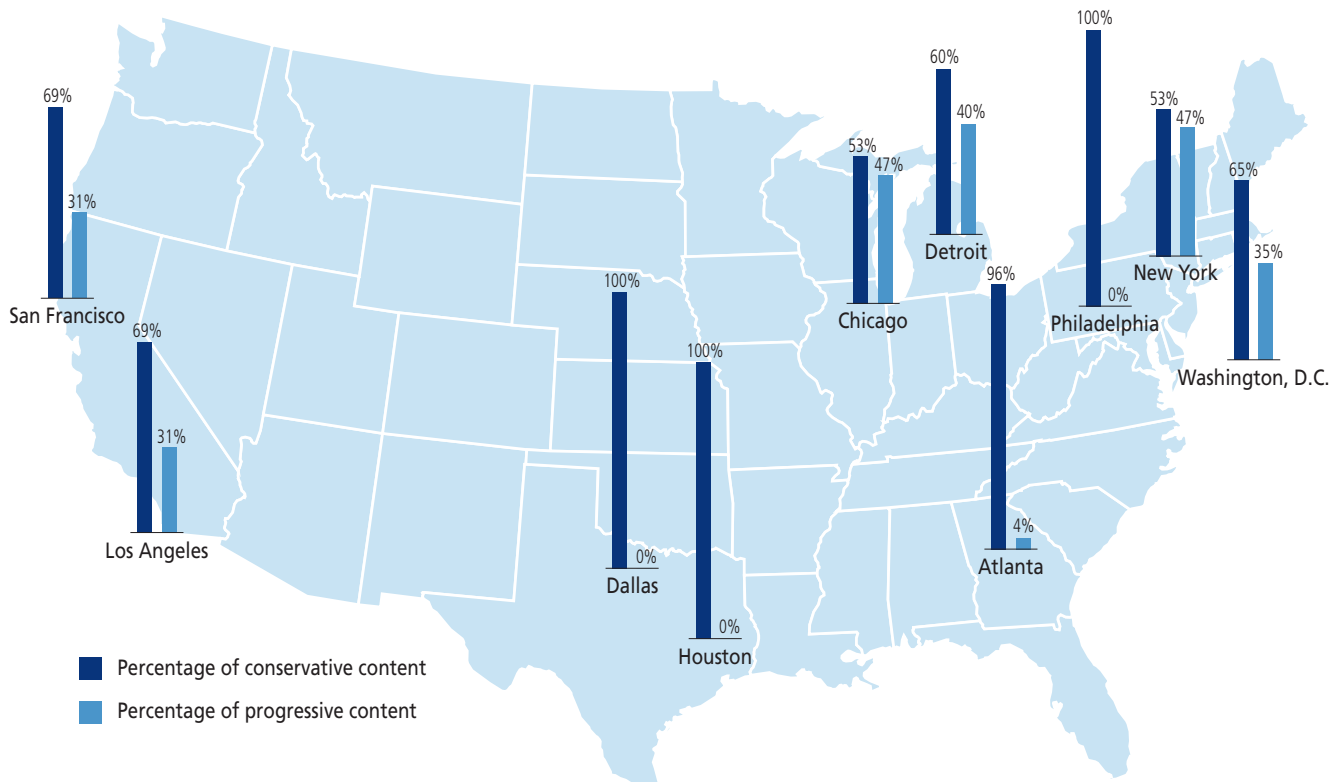 100%
60%
69%
53%
40%
47%
53%
47%
65%
31%
Detroit
35%
New York
96%
100%
0%
San Francisco
Chicago
Philadelphia
69%
100%
Washington, D.C.
31%
4%
Los Angeles
0%
Atlanta
Dallas
0%
Houston
Percentage of conservative content
Percentage of progressive content